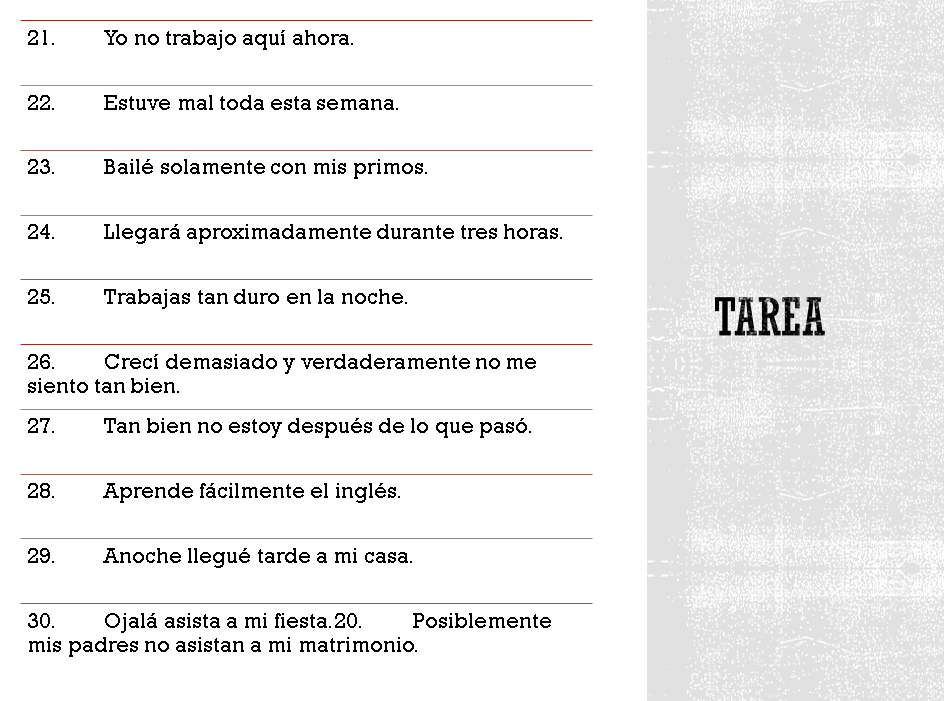 21. Yo no trabajo aquí ahora.
22. Estuve mal toda esta semana.
23. Bailé solamente con mis primos.
24. Llegará aproximadamente durante tres horas.
25. Trabajas tan duro en la noche.
26. Crecí demasiado y verdaderamente no me
siento tan bien.
27. Tan bien no estoy después de lo que pasó.
28. Aprende fácilmente el inglés.
29. Anoche llegué tarde a mi casa.
30. Ojalá asista a mi fiesta.20. Posiblemente
mis padres no asistan a mi matrimonio.
TAREA